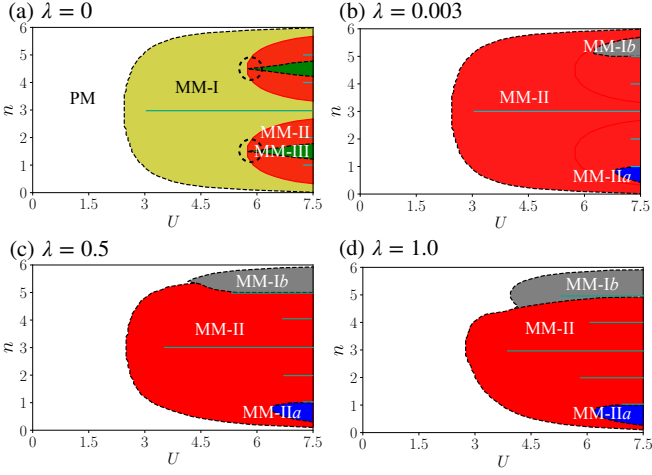 (a) λ = 0
(b) λ = 0.003
n
6
5
4
3
2
1
0
PM
MM-I
MM-II
MM-III
0
1.5
3
4.5
6
7.5
U
n
6
5
4
3
2
1
0
MM-Ib
MM-II
MM-IIa
0
1.5
3
4.5
6
7.5
U
(c) λ = 0.5
(d) λ = 1.0
n
6
5
4
3
2
1
0
MM-Ib
MM-II
MM-IIa
0
1.5
3
4.5
6
7.5
U
n
6
5
4
3
2
1
0
MM-Ib
MM-II
MM-IIa
0
1.5
3
4.5
6
7.5
U